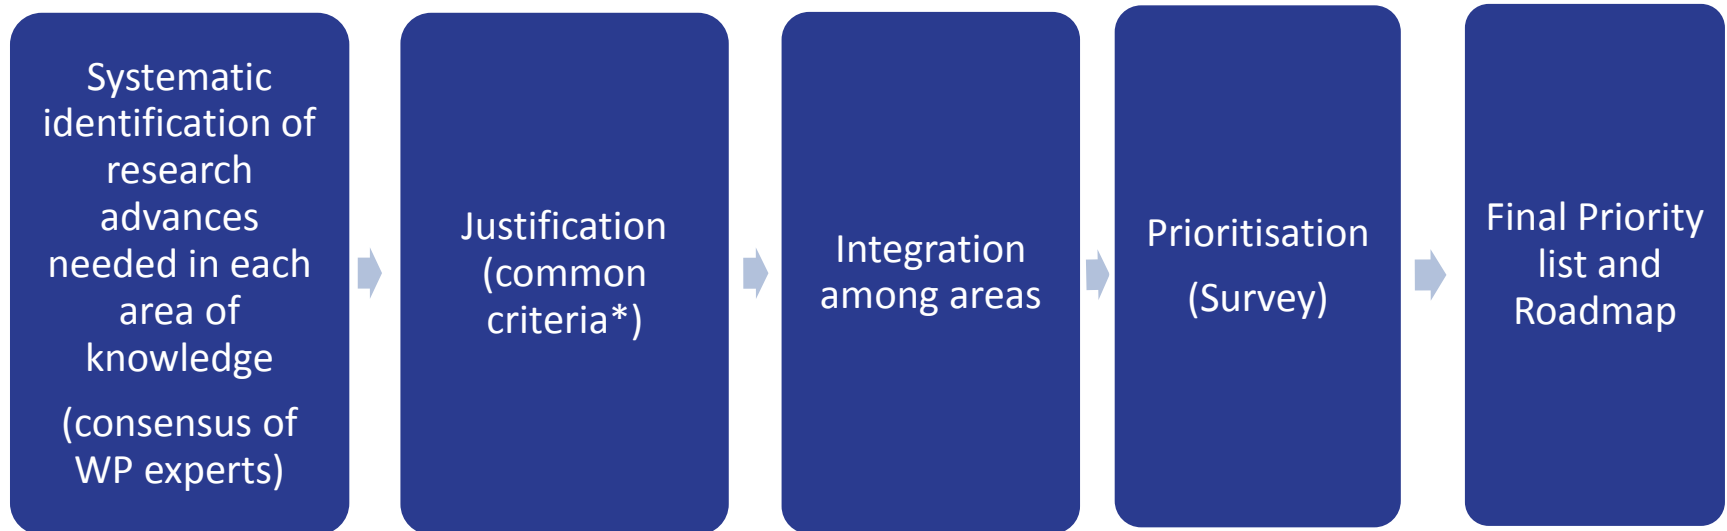 Systematic
identification of
research
advances
needed in each
area of
knowledge
(consensus of
WP experts)
Justification
(common
criteria*)
Integration
among areas
Prioritisation
(Survey)
Final Priority
list and
Roadmap